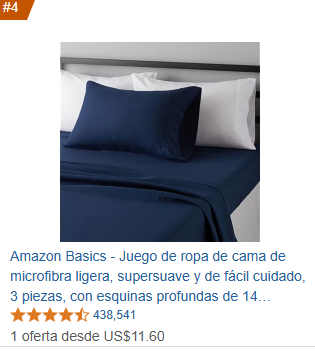 #4
Amazon Basics - Juego de ropa de cama de
microfibra ligera, supersuave y de fácil cuidado,
3 piezas, con esquinas profundas de 14…
438,541
1 oferta desde US$11.60